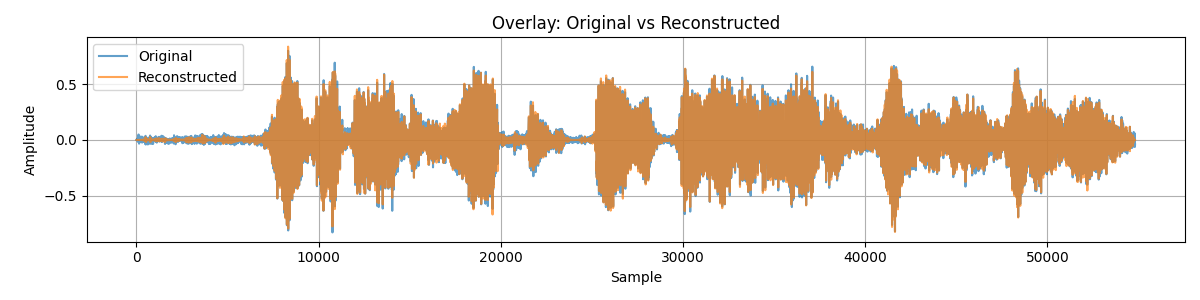 Overlay: Original vs Reconstructed
Original
Reconstructed
Amplitude
0.5
0.0
−0.5
0
10000
20000
30000
40000
50000
Sample